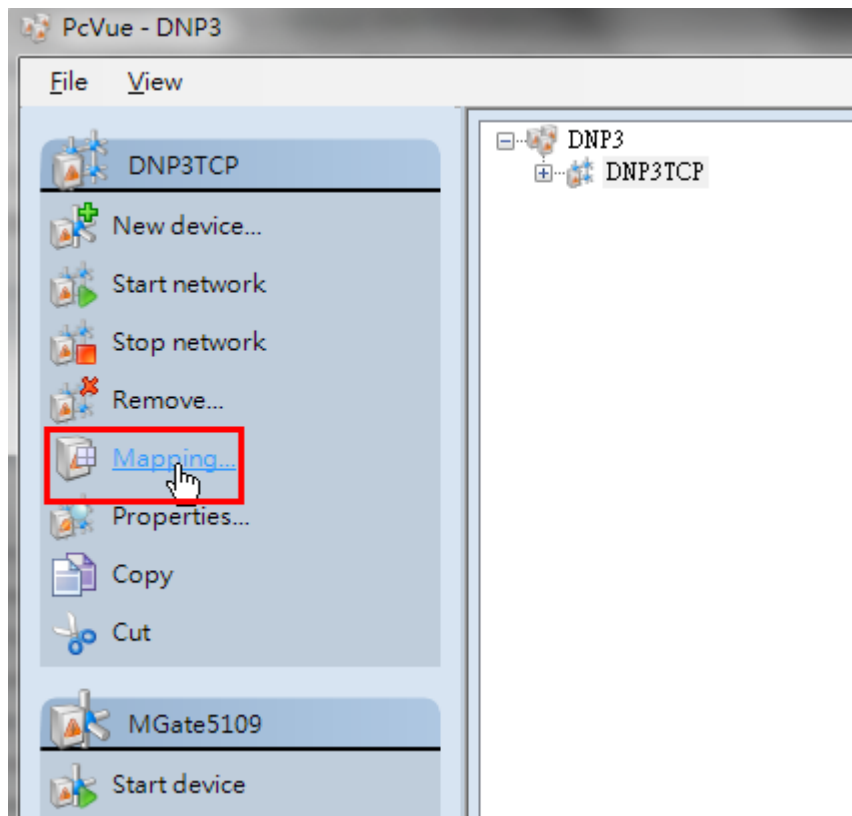 PcVue - DNP3
File View
DNP3TCP
New device...
Start network
Stop network
Remove...
Mapping...
Properties...
Copy
Cut
MGate5109
Start device
DNP3
DNP3TCP